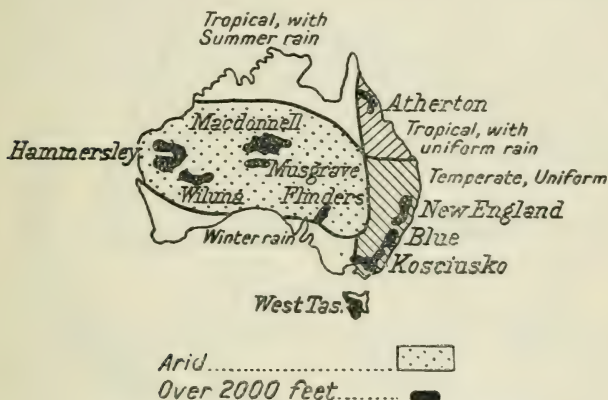 Tropical, with
Summer rain
Atherton
Macdonnell
Tropical, with
uniform rain
Hammersley
Musgrave
Temperate, Uniform
Wiluna
Flinders
New England
Winter rain
Blue
Kosciusko
West Tas.
Arid
Over 2000 feet